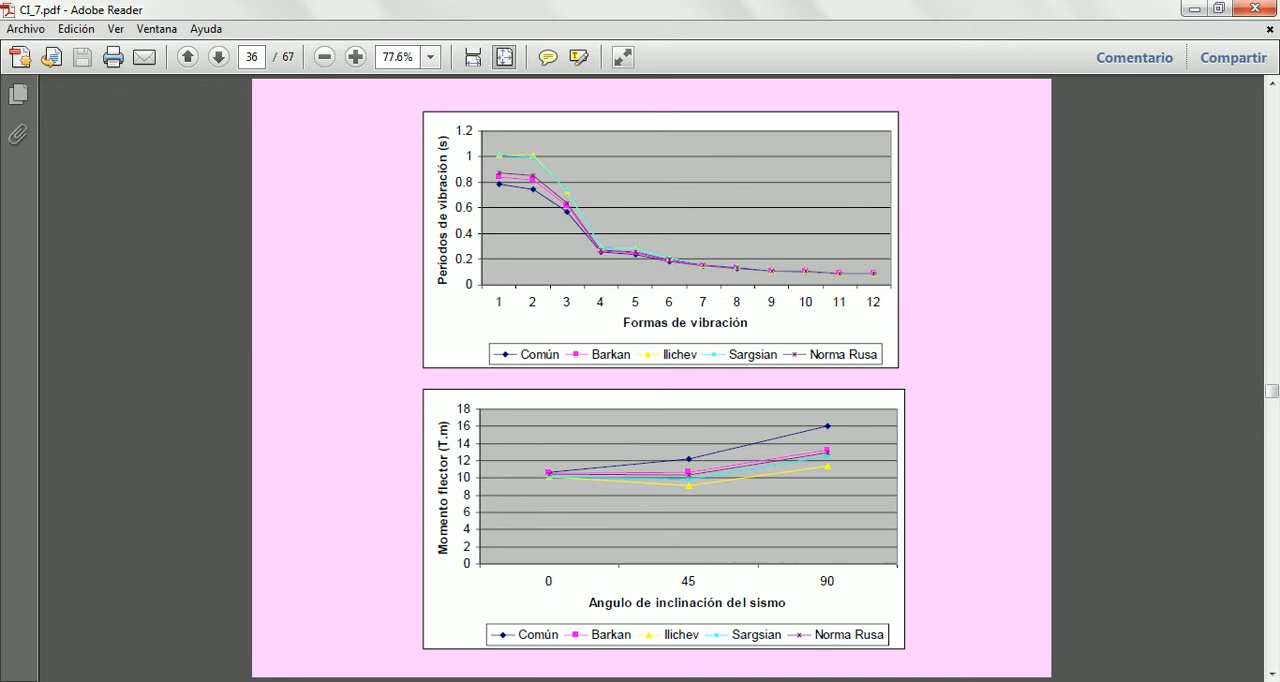 CI_7.pdf - Adobe Reader
Archivo Edición Ver Ventana Ayuda
36 / 67 77.6% Comentario Compartir
Períodos de vibración (s)
1.2
1
0.8
0.6
0.4
0.2
0
1 2 3 4 5 6 7 8 9 10 11 12
Formas de vibración
Común Barkan Ilichev Sargsian Norma Rusa
Momento flector (T.m)
18
16
14
12
10
8
6
4
2
0
0 45 90
Angulo de inclinación del sismo
Común Barkan Ilichev Sargsian Norma Rusa